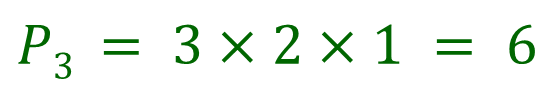 P₃ = 3 × 2 × 1 = 6